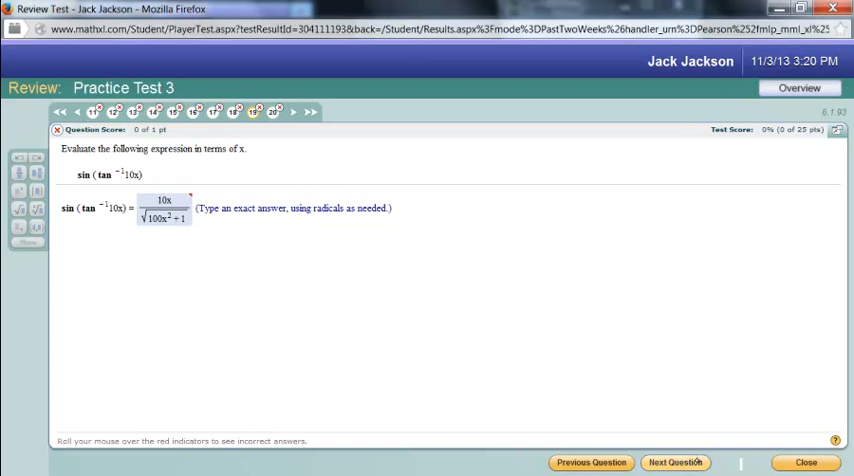 Review Test - Jack Jackson - Mozilla Firefox
www.mathxl.com/Student/PlayerTest.aspx?testResultId=304111193&back=/Student/Results.aspx%3Fmode%3DPastTwoWeeks%26handler_urn%3DPearson%252fmlp_mml_xl%25
Jack Jackson 11/3/13 3:20 PM
Review: Practice Test 3 Overview
11 12 13 14 15 16 17 18 19 20
6.1.93
Question Score: 0 of 1 pt Test Score: 0% (0 of 25 pts)
Evaluate the following expression in terms of x.
sin (tan ⁻¹10x)
sin (tan ⁻¹10x) = 10x / √(100x² + 1) (Type an exact answer, using radicals as needed.)
More
Roll your mouse over the red indicators to see incorrect answers. ?
Previous Question Next Question Close